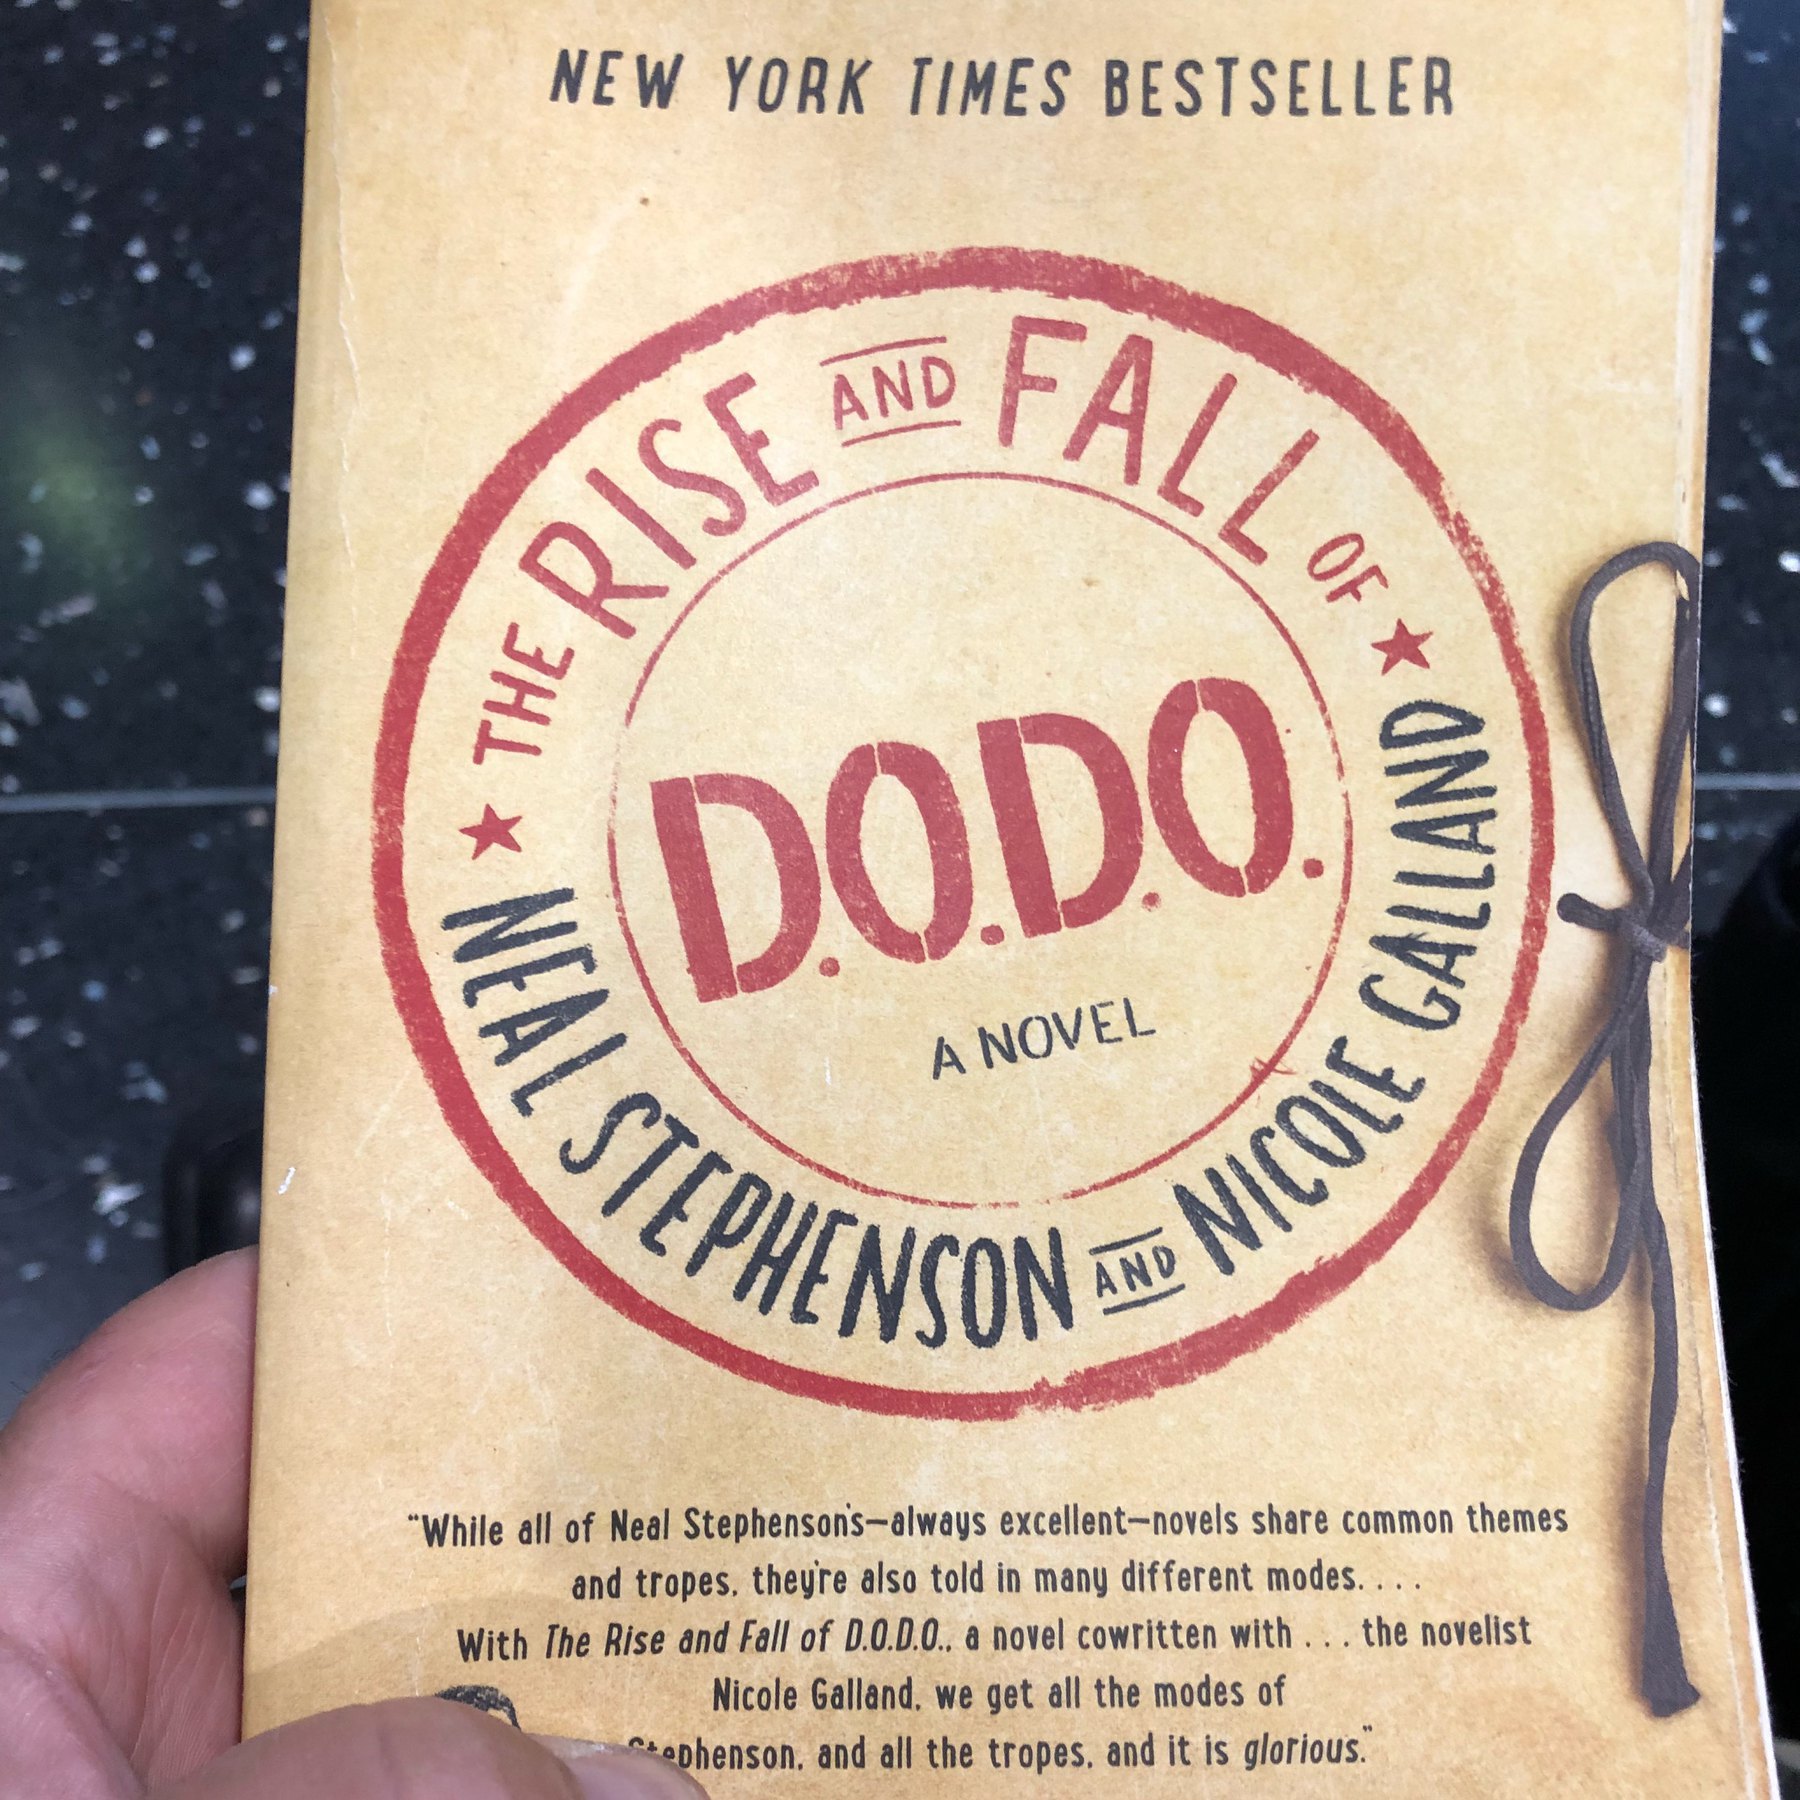 NEW YORK TIMES BESTSELLER
THE RISE AND FALL OF
D.O.D.O.
A NOVEL
NEAL STEPHENSON AND NICOLE GALLAND
"While all of Neal Stephenson's—always excellent—novels share common themes
and tropes, they're also told in many different modes. . . .
With The Rise and Fall of D.O.D.O., a novel cowritten with . . . the novelist
Nicole Galland, we get all the modes of
Stephenson, and all the tropes, and it is glorious."